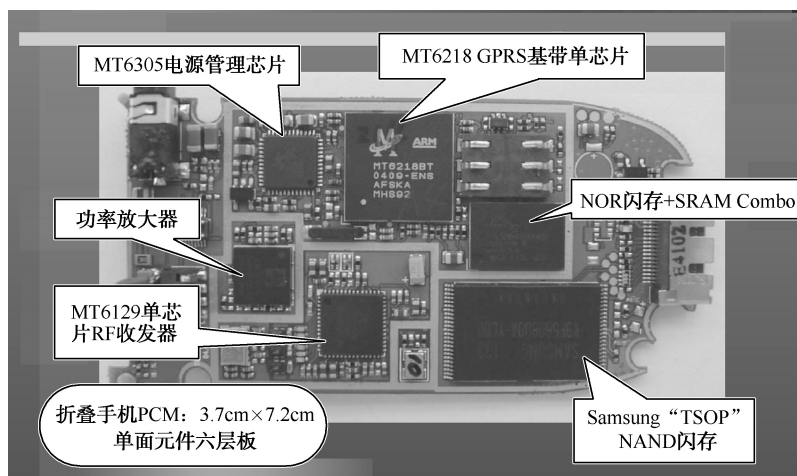 MT6305电源管理芯片
MT6218 GPRS基带单芯片
ARM
MT6218BT
0409-ENS
AFSKA
MHS92
NOR闪存+SRAM Combo
功率放大器
E4102
MT6129单芯
片RF收发器
SAMSUNG
折叠手机PCM：3.7cm×7.2cm
单面元件六层板
Samsung“TSOP”
NAND闪存